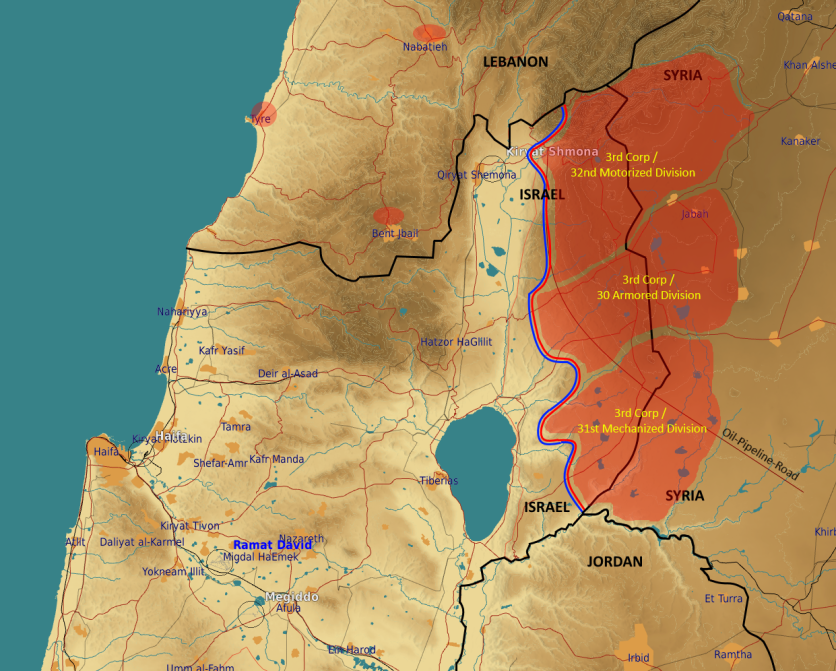 Qatana
Nabatieh
LEBANON
Khan Alshe
SYRIA
Tyre
Kanaker
Kiryat Shmona
3rd Corp /
32nd Motorized Division
Qiryat Shemona
ISRAEL
Jabah
Bent Jbail
3rd Corp /
30 Armored Division
Nahariyya
Hatzor HaGlilit
Kafr Yasif
Acre
Deir al-Asad
3rd Corp /
31st Mechanized Division
Tamra
Haifa
Oil-Pipeline-Road
Shefar-Amr
Kafr Manda
Tiberius
SYRIA
ISRAEL
Kiryat Tivon
Khirb
Atlit
Daliyat al-Karmel
Nazareth
Ramat David
Migdal HaEmek
JORDAN
Yokneam Illit
Megiddo
Afula
Et Turra
Ein Harod
Irbid
Ramtha
Umm al-Fahm